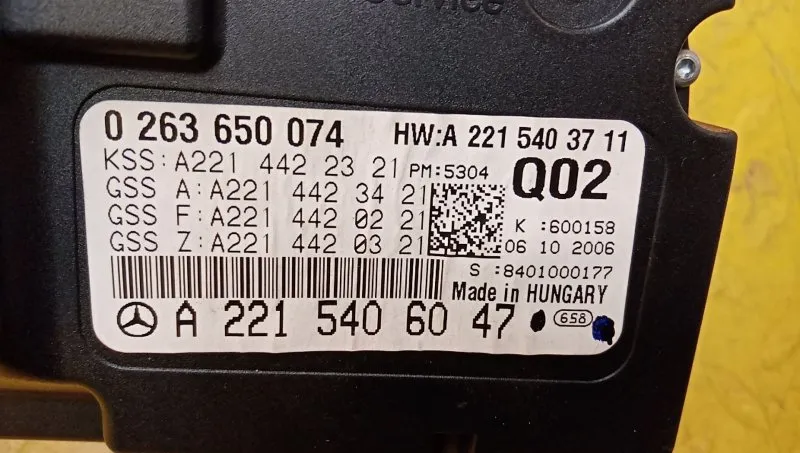 Service
0 263 650 074 HW:A 221 540 37 11
KSS:A221 442 23 21 PM:5304 Q02
GSS A:A221 442 34 21
GSS F:A221 442 02 21 K :600158
GSS Z:A221 442 03 21 06 10 2006
S :8401000177
Made in HUNGARY
A 221 540 60 47 658